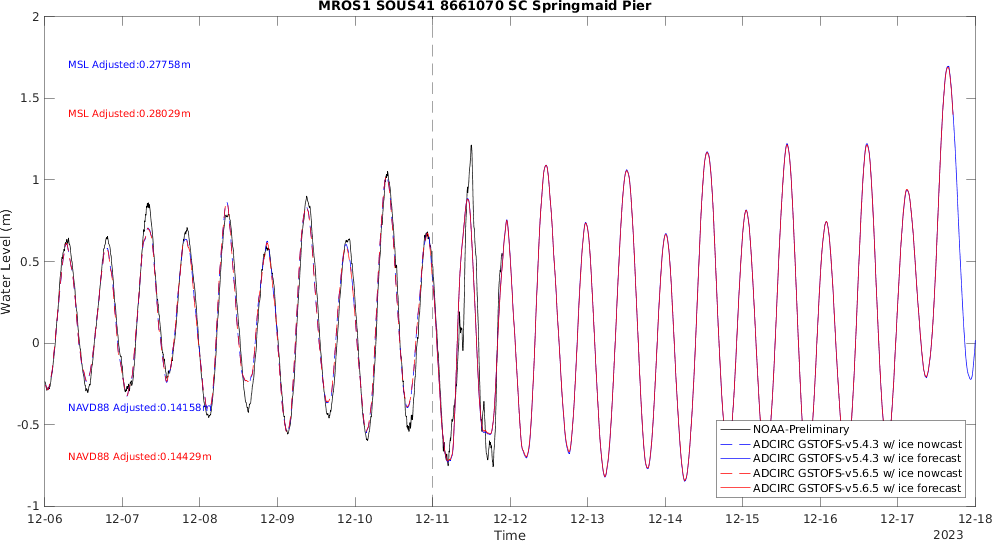 MROS1 SOUS41 8661070 SC Springmaid Pier
2
1.5
1
0.5
0
-0.5
-1
Water Level (m)
MSL Adjusted:0.27758m
MSL Adjusted:0.28029m
NAVD88 Adjusted:0.14158m
NAVD88 Adjusted:0.14429m
NOAA-Preliminary
ADCIRC GSTOFS-v5.4.3 w/ ice nowcast
ADCIRC GSTOFS-v5.4.3 w/ ice forecast
ADCIRC GSTOFS-v5.6.5 w/ ice nowcast
ADCIRC GSTOFS-v5.6.5 w/ ice forecast
12-06 12-07 12-08 12-09 12-10 12-11 12-12 12-13 12-14 12-15 12-16 12-17 12-18
Time
2023